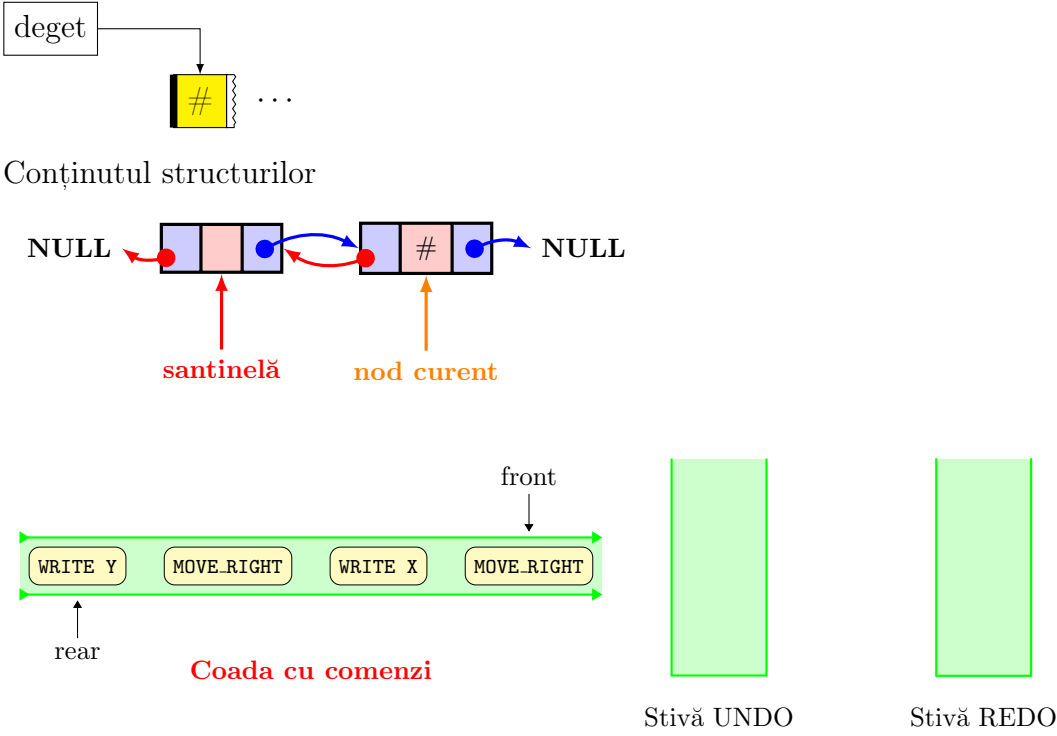 deget
# ...
Conținutul structurilor
NULL # NULL
santinelă nod curent
front
WRITE Y MOVE_RIGHT WRITE X MOVE_RIGHT
rear
Coada cu comenzi
Stivă UNDO Stivă REDO